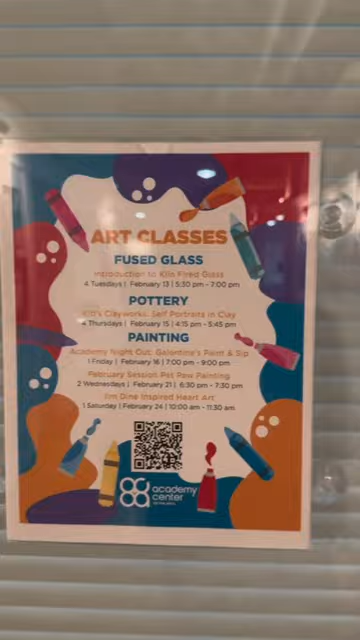 ART CLASSES
FUSED GLASS
Introduction to Kiln Fired Glass
4 Tuesdays | February 13 | 5:30 pm - 7:00 pm
POTTERY
Kid's Clayworks: Self Portraits in Clay
4 Thursdays | February 15 | 4:15 pm - 5:45 pm
PAINTING
Academy Night Out: Galentine's Paint & Sip
1 Friday | February 16 | 7:00 pm - 9:00 pm
February Session Pet Paw Painting
2 Wednesdays | February 21 | 6:30 pm - 7:30 pm
Jim Dine Inspired Heart Art
1 Saturday | February 24 | 10:00 am - 11:30 am
academy
center